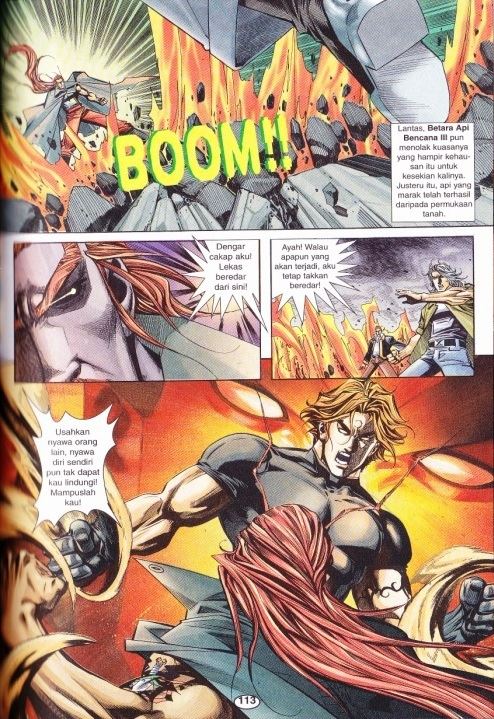 BOOM!!
Lantas, Betara Api
Bencana III pun
menolak kuasanya
yang hampir kehau-
san itu untuk
kesekian kalinya.
Justeru itu, api yang
marak telah terhasil
daripada permukaan
tanah.
Dengar
cakap aku!
Lekas
beredar
dari sini!
Ayah! Walau
apapun yang
akan terjadi, aku
tetap takkan
beredar!
Usahkan
nyawa orang
lain, nyawa
diri sendiri
pun tak dapat
kau lindungi!
Mampuslah
kau!
113